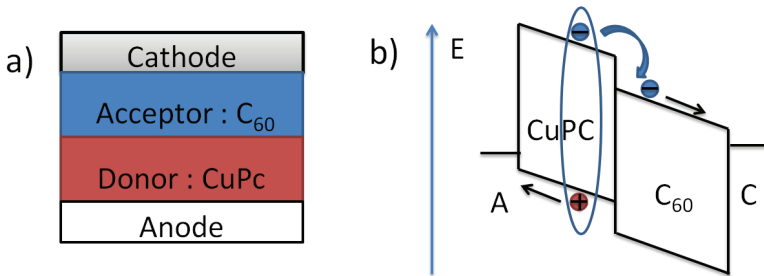 a)
Cathode
Acceptor : C₆₀
Donor : CuPc
Anode
b)
E
CuPC
C₆₀
A
C